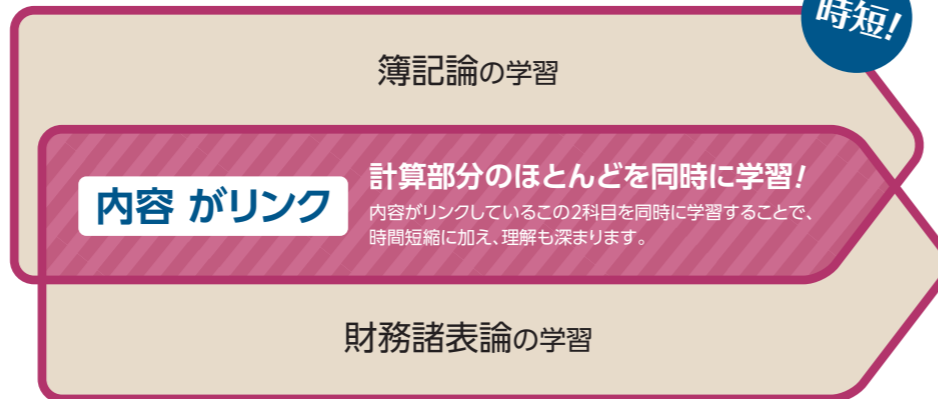 時短!
簿記論の学習
内容 がリンク
計算部分のほとんどを同時に学習!
内容がリンクしているこの2科目を同時に学習することで、
時間短縮に加え、理解も深まります。
財務諸表論の学習